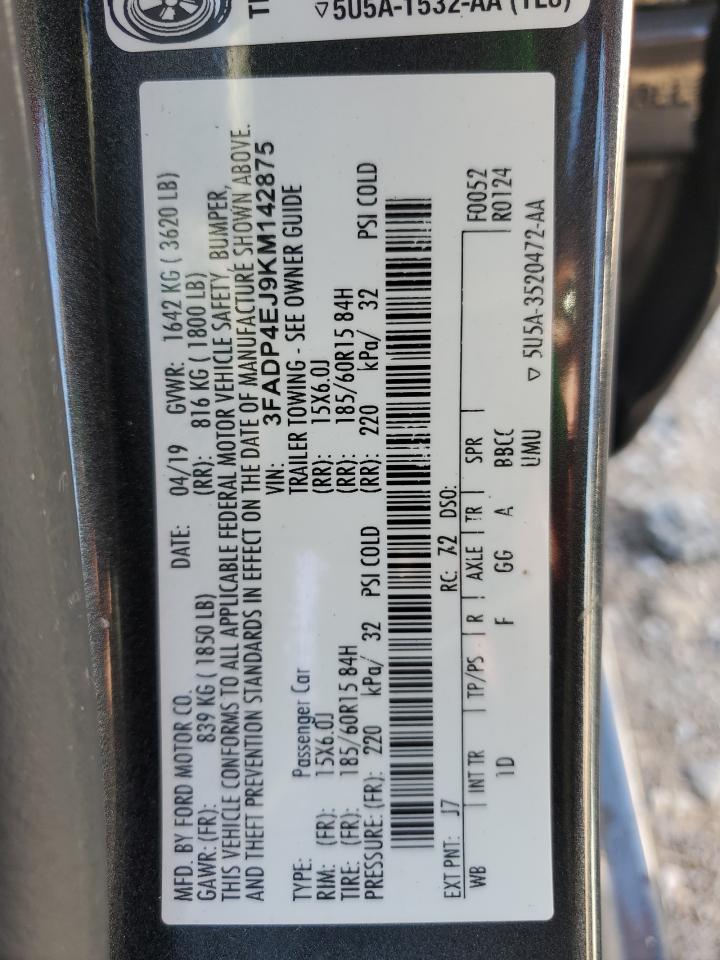 5U5A-1532-AA (TL8)
MFD. BY FORD MOTOR CO. DATE: 04/19 GVWR: 1642 KG ( 3620 LB)
GAWR: (FR): 839 KG ( 1850 LB) (RR): 816 KG ( 1800 LB)
THIS VEHICLE CONFORMS TO ALL APPLICABLE FEDERAL MOTOR VEHICLE SAFETY, BUMPER,
AND THEFT PREVENTION STANDARDS IN EFFECT ON THE DATE OF MANUFACTURE SHOWN ABOVE.
VIN: 3FADP4EJ9KM142875
TYPE: Passenger Car TRAILER TOWING - SEE OWNER GUIDE
RIM: (FR): 15X6.0J (RR): 15X6.0J
TIRE: (FR): 185/60R15 84H (RR): 185/60R15 84H
PRESSURE: (FR): 220 kPa/ 32 PSI COLD (RR): 220 kPa/ 32 PSI COLD
EXT PNT: J7 RC: 72 DSO: F0052
WB INT TR TP/PS R AXLE TR SPR R0124
1D F GG A BBCC
UMU 5U5A-3520472-AA